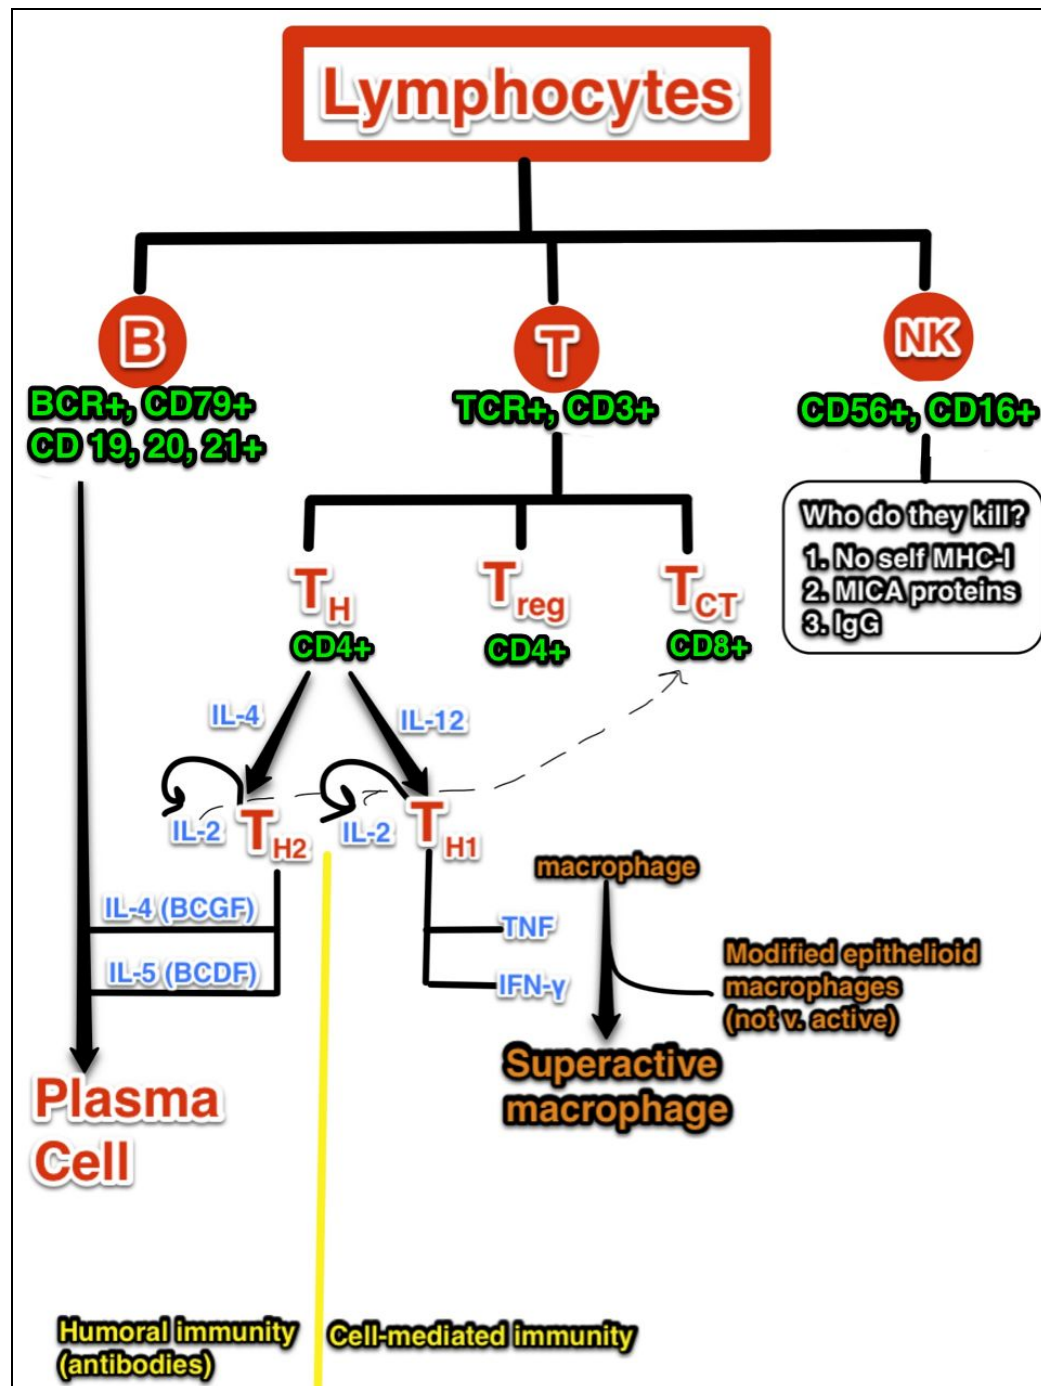 Lymphocytes
B
T
NK
BCR+, CD79+
CD 19, 20, 21+
TCR+, CD3+
CD56+, CD16+
Who do they kill?
1. No self MHC-I
2. MICA proteins
3. IgG
TH
CD4+
Treg
CD4+
TCT
CD8+
IL-4
IL-12
IL-2
TH2
IL-2
TH1
IL-4 (BCGF)
IL-5 (BCDF)
TNF
IFN-γ
macrophage
Modified epithelioid
macrophages
(not v. active)
Superactive
macrophage
Plasma
Cell
Humoral immunity
(antibodies)
Cell-mediated immunity